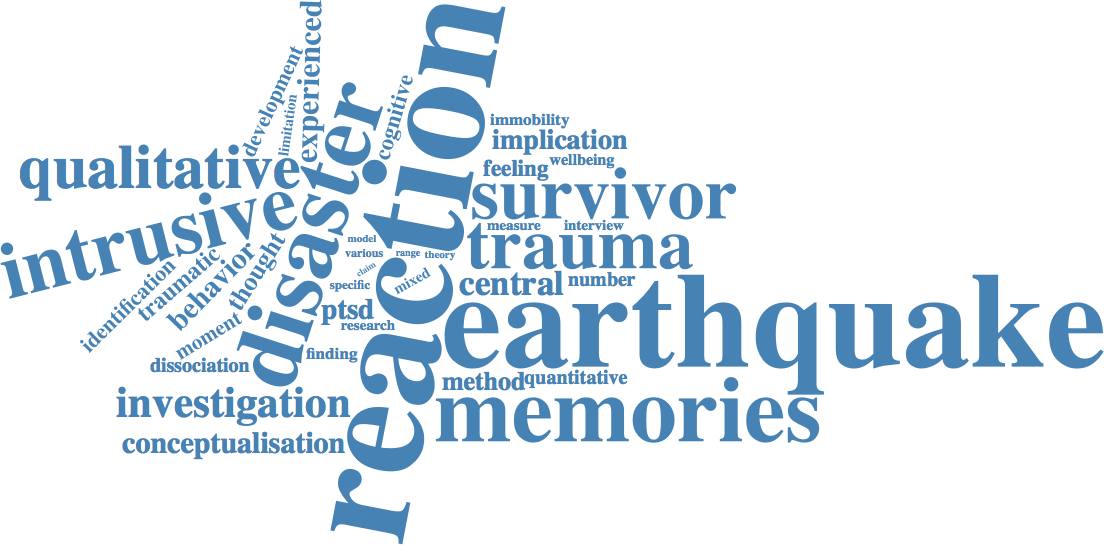 experienced
development
limitation
cognitive
reaction
disaster
immobility
implication
wellbeing
feeling
qualitative
survivor
intrusive
measure
interview
trauma
model
various
range
theory
claim
mixed
specific
central
number
thought
behavior
traumatic
identification
moment
ptsd
research
earthquake
finding
dissociation
method
quantitative
memories
investigation
conceptualisation